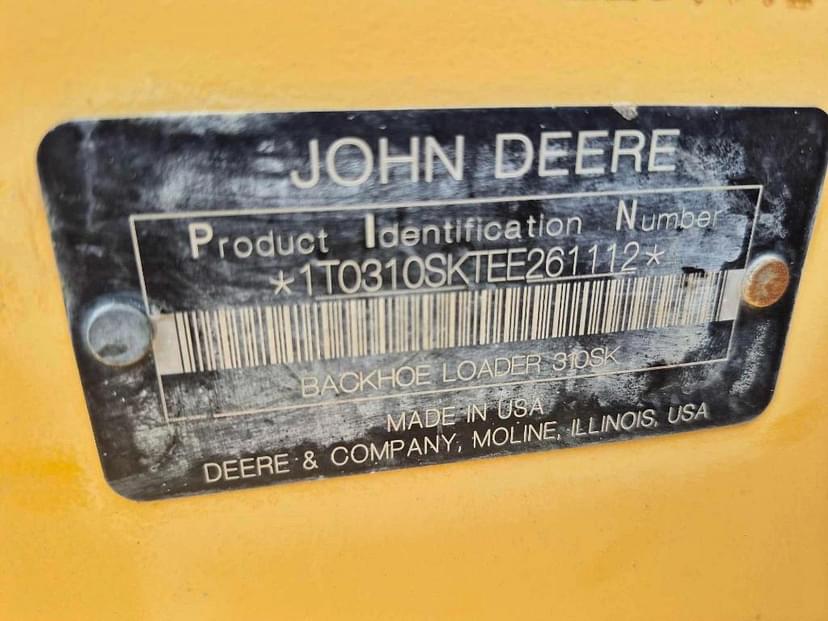 JOHN DEERE
Product Identification Number
*1T0310SKTEE261112*
BACKHOE LOADER 310SK
MADE IN USA
DEERE & COMPANY, MOLINE, ILLINOIS, USA